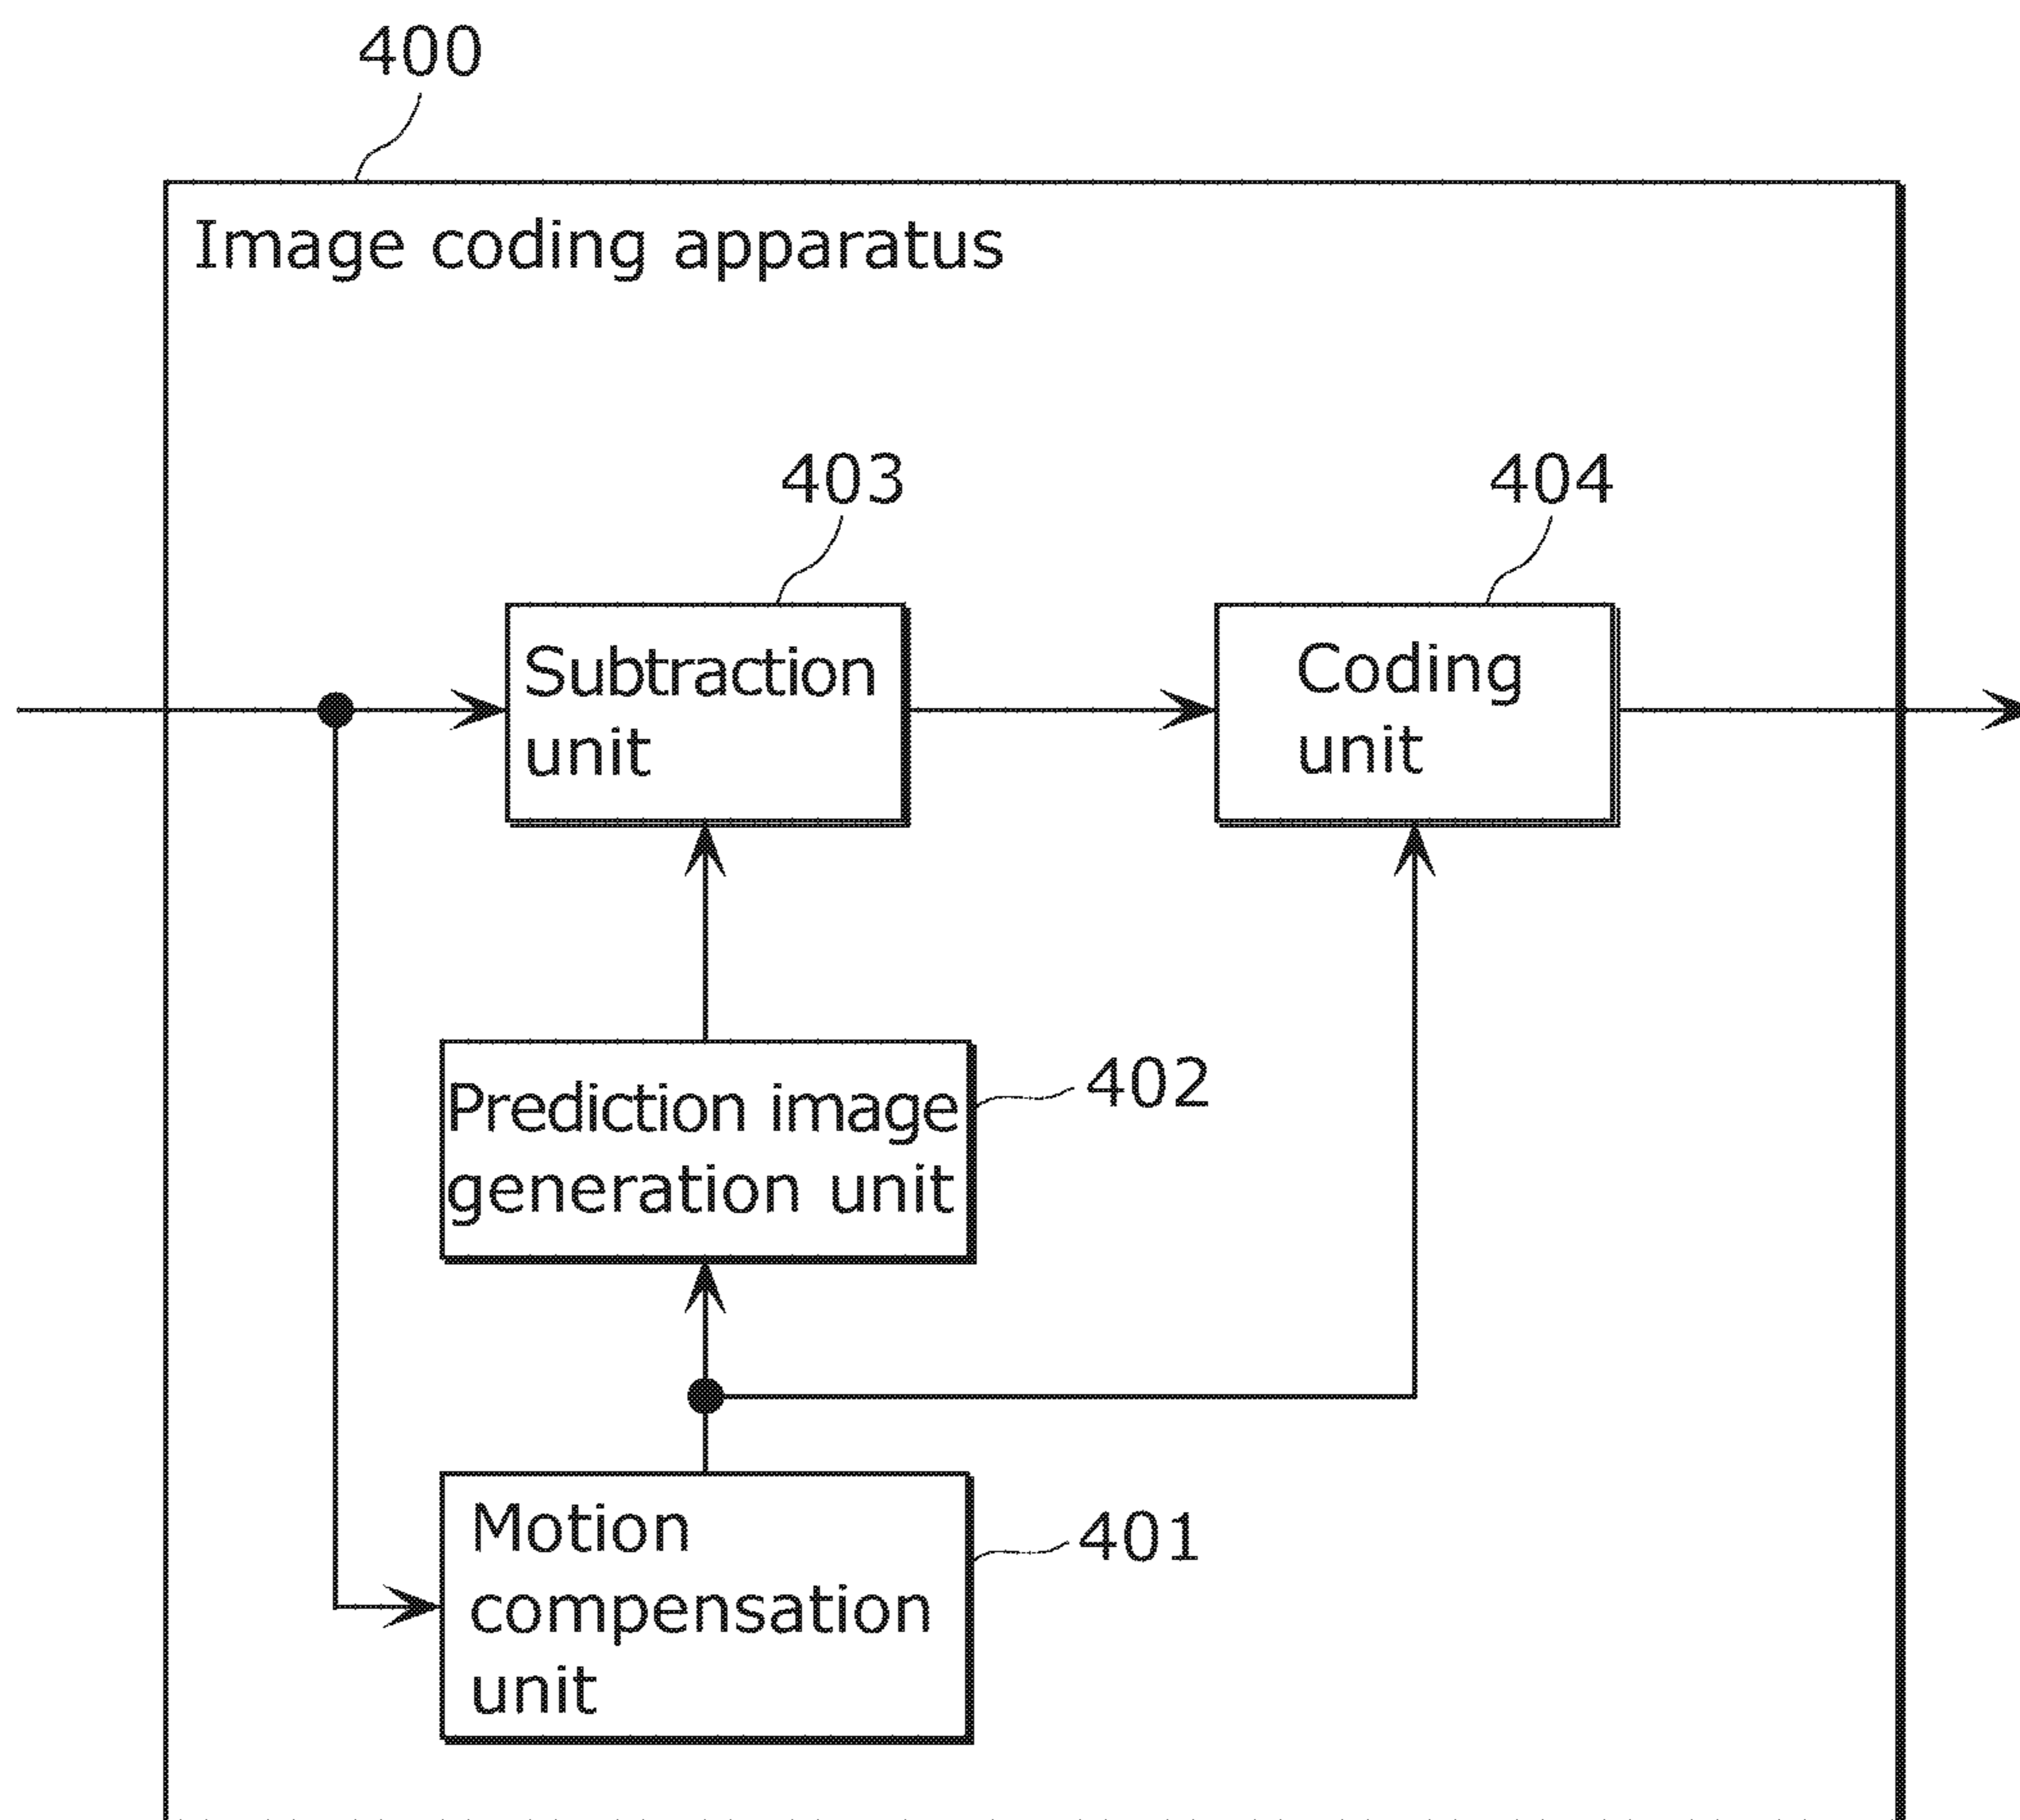 400
Image coding apparatus
403
404
Subtraction
unit
Coding
unit
Prediction image
generation unit
402
Motion
compensation
unit
401